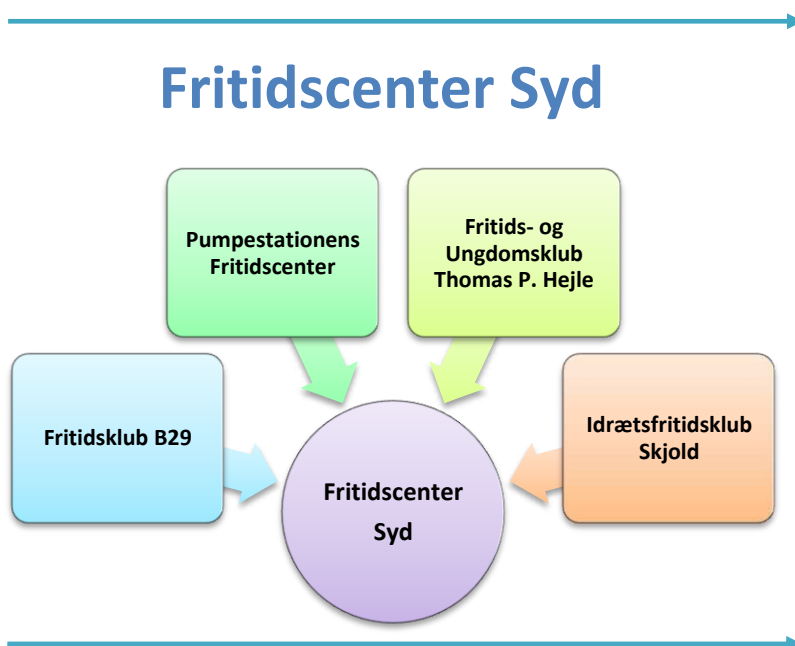 Fritidscenter Syd
Pumpestationens
Fritidscenter
Fritids- og
Ungdomsklub
Thomas P. Hejle
Fritidsklub B29
Idrætsfritidsklub
Skjold
Fritidscenter
Syd